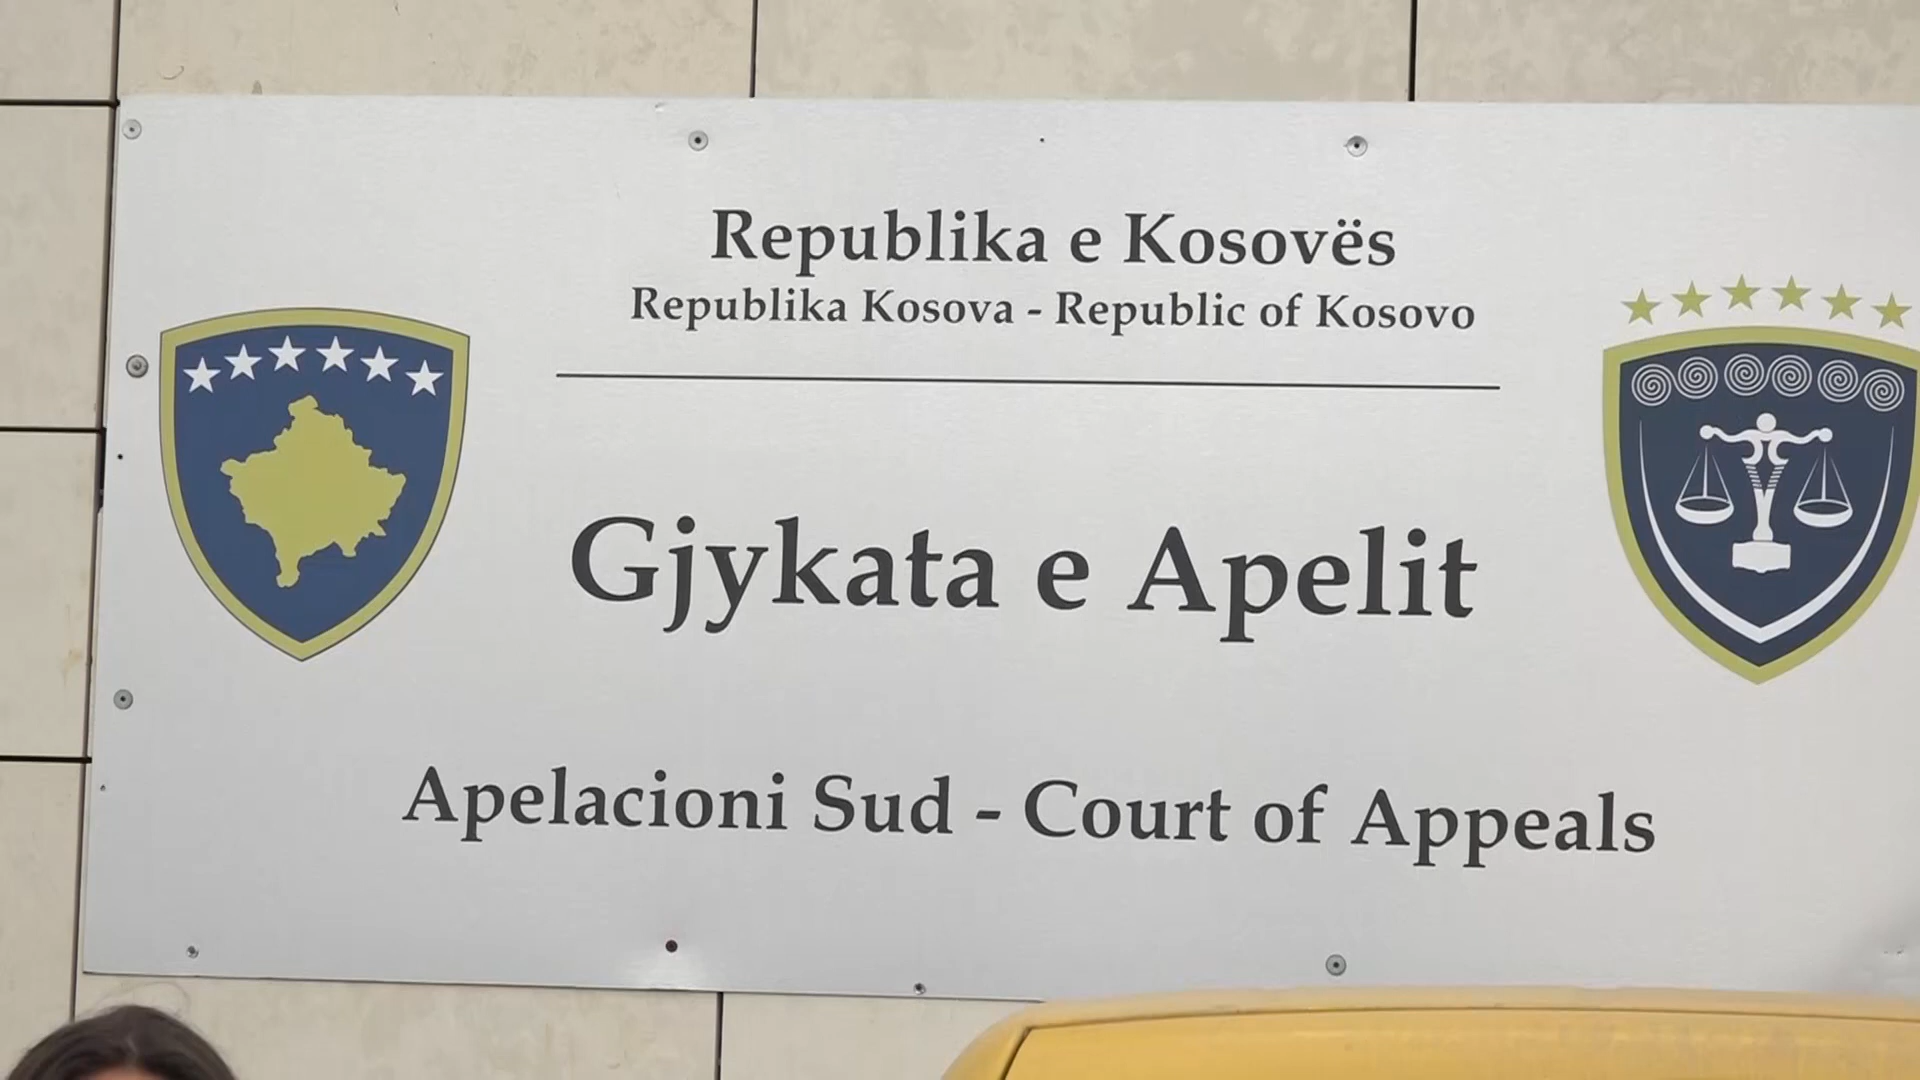 Republika e Kosovës
Republika Kosova - Republic of Kosovo
Gjykata e Apelit
Apelacioni Sud - Court of Appeals